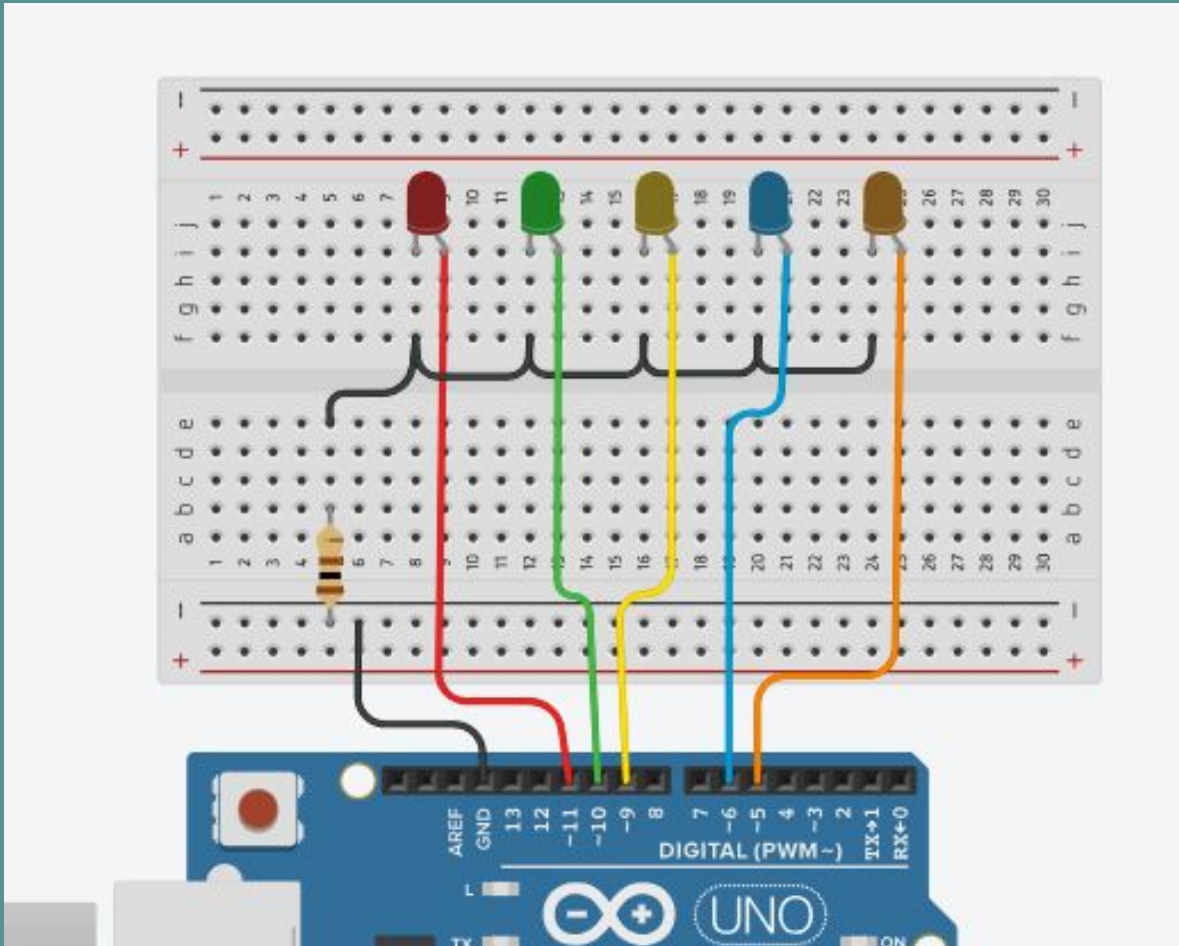 − −
+ +
1 2 3 4 5 6 7 10 11 14 15 18 19 22 23 26 27 28 29 30
j j
i i
h h
g g
f f
e e
d d
c c
b b
a a
1 2 3 4 6 7 8 10 11 12 14 15 16 18 20 21 22 23 24 26 27 28 29 30
− −
+ +
AREF GND 13 12 ~11 ~10 ~9 8 7 ~6 ~5 4 ~3 2 TX→1 RX←0
DIGITAL (PWM~)
L
− + UNO
TX ON